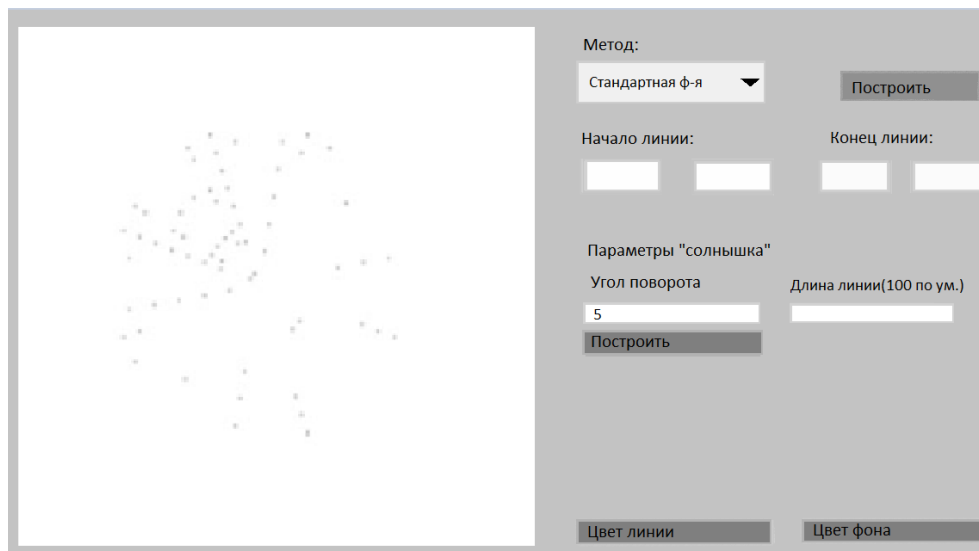 Метод:
Стандартная ф-я
Построить
Начало линии:
Конец линии:
Параметры "солнышка"
Угол поворота
Длина линии(100 по ум.)
5
Построить
Цвет линии
Цвет фона